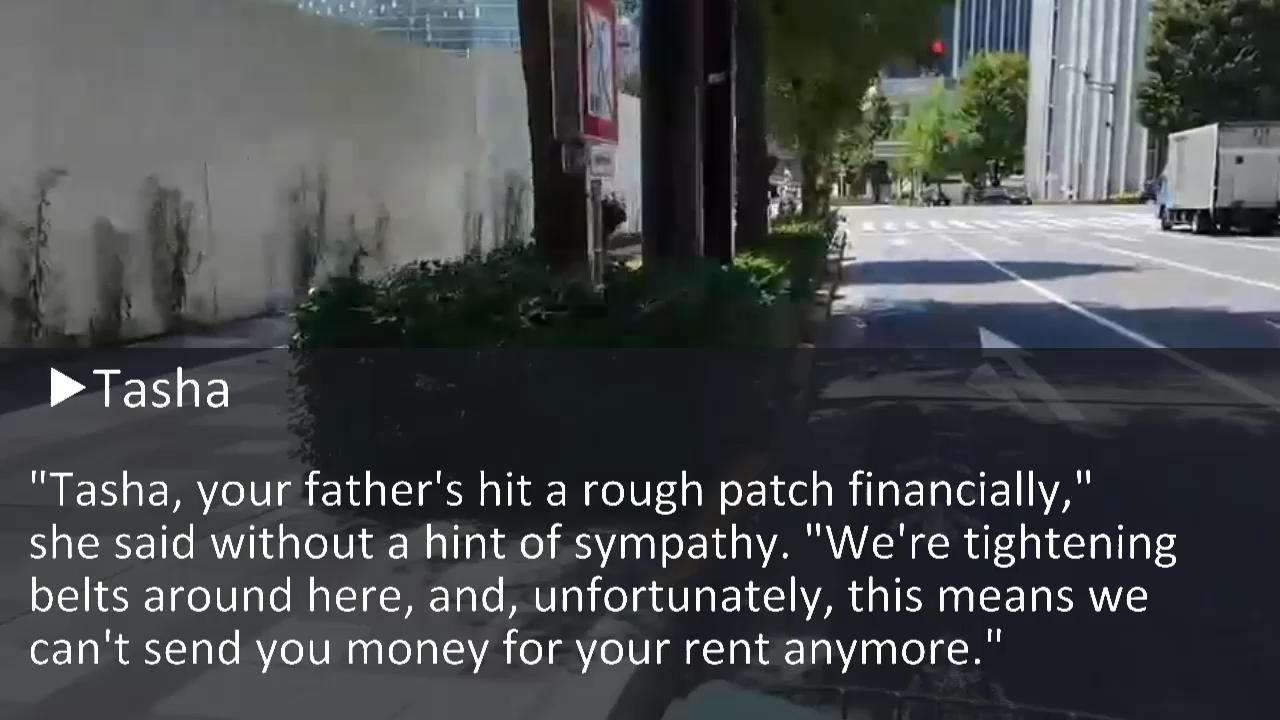 ▶Tasha
"Tasha, your father's hit a rough patch financially,"
she said without a hint of sympathy. "We're tightening
belts around here, and, unfortunately, this means we
can't send you money for your rent anymore."